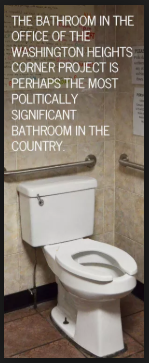 THE BATHROOM IN THE
OFFICE OF THE
WASHINGTON HEIGHTS
CORNER PROJECT IS
PERHAPS THE MOST
POLITICALLY
SIGNIFICANT
BATHROOM IN THE
COUNTRY.